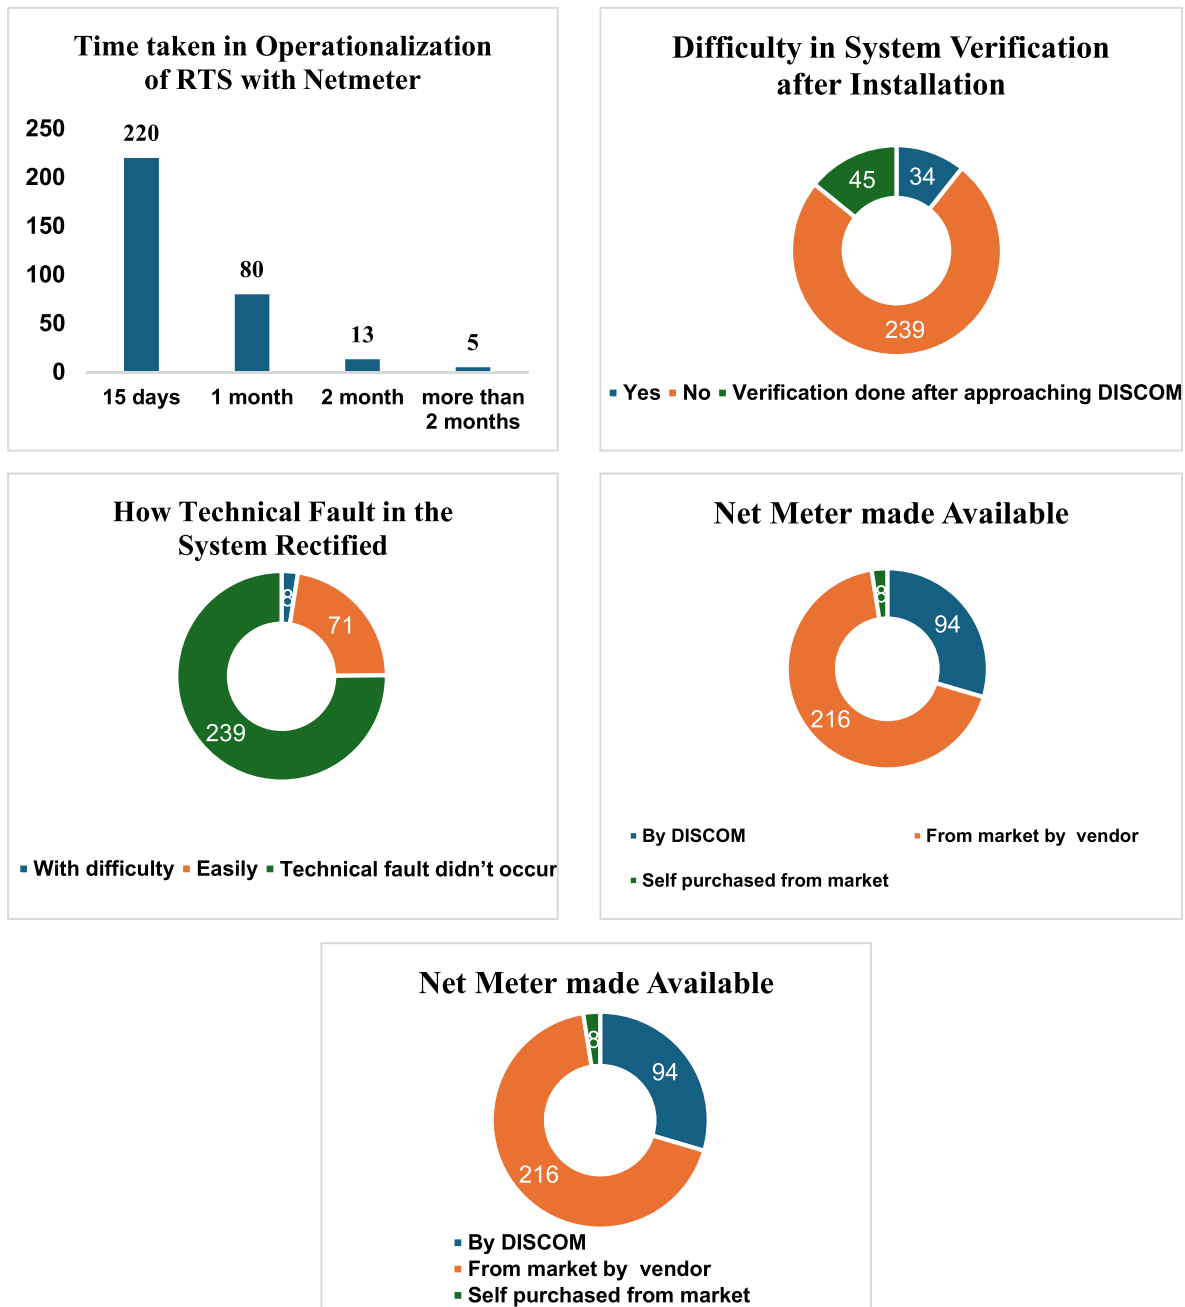 Time taken in Operationalization
of RTS with Netmeter
250
200
150
100
50
0
220
80
13
5
15 days
1 month
2 month
more than
2 months
Difficulty in System Verification
after Installation
34
45
239
Yes No Verification done after approaching DISCOM
How Technical Fault in the
System Rectified
8
71
239
With difficulty Easily Technical fault didn’t occur
Net Meter made Available
8
94
216
By DISCOM
From market by vendor
Self purchased from market
Net Meter made Available
8
94
216
By DISCOM
From market by vendor
Self purchased from market